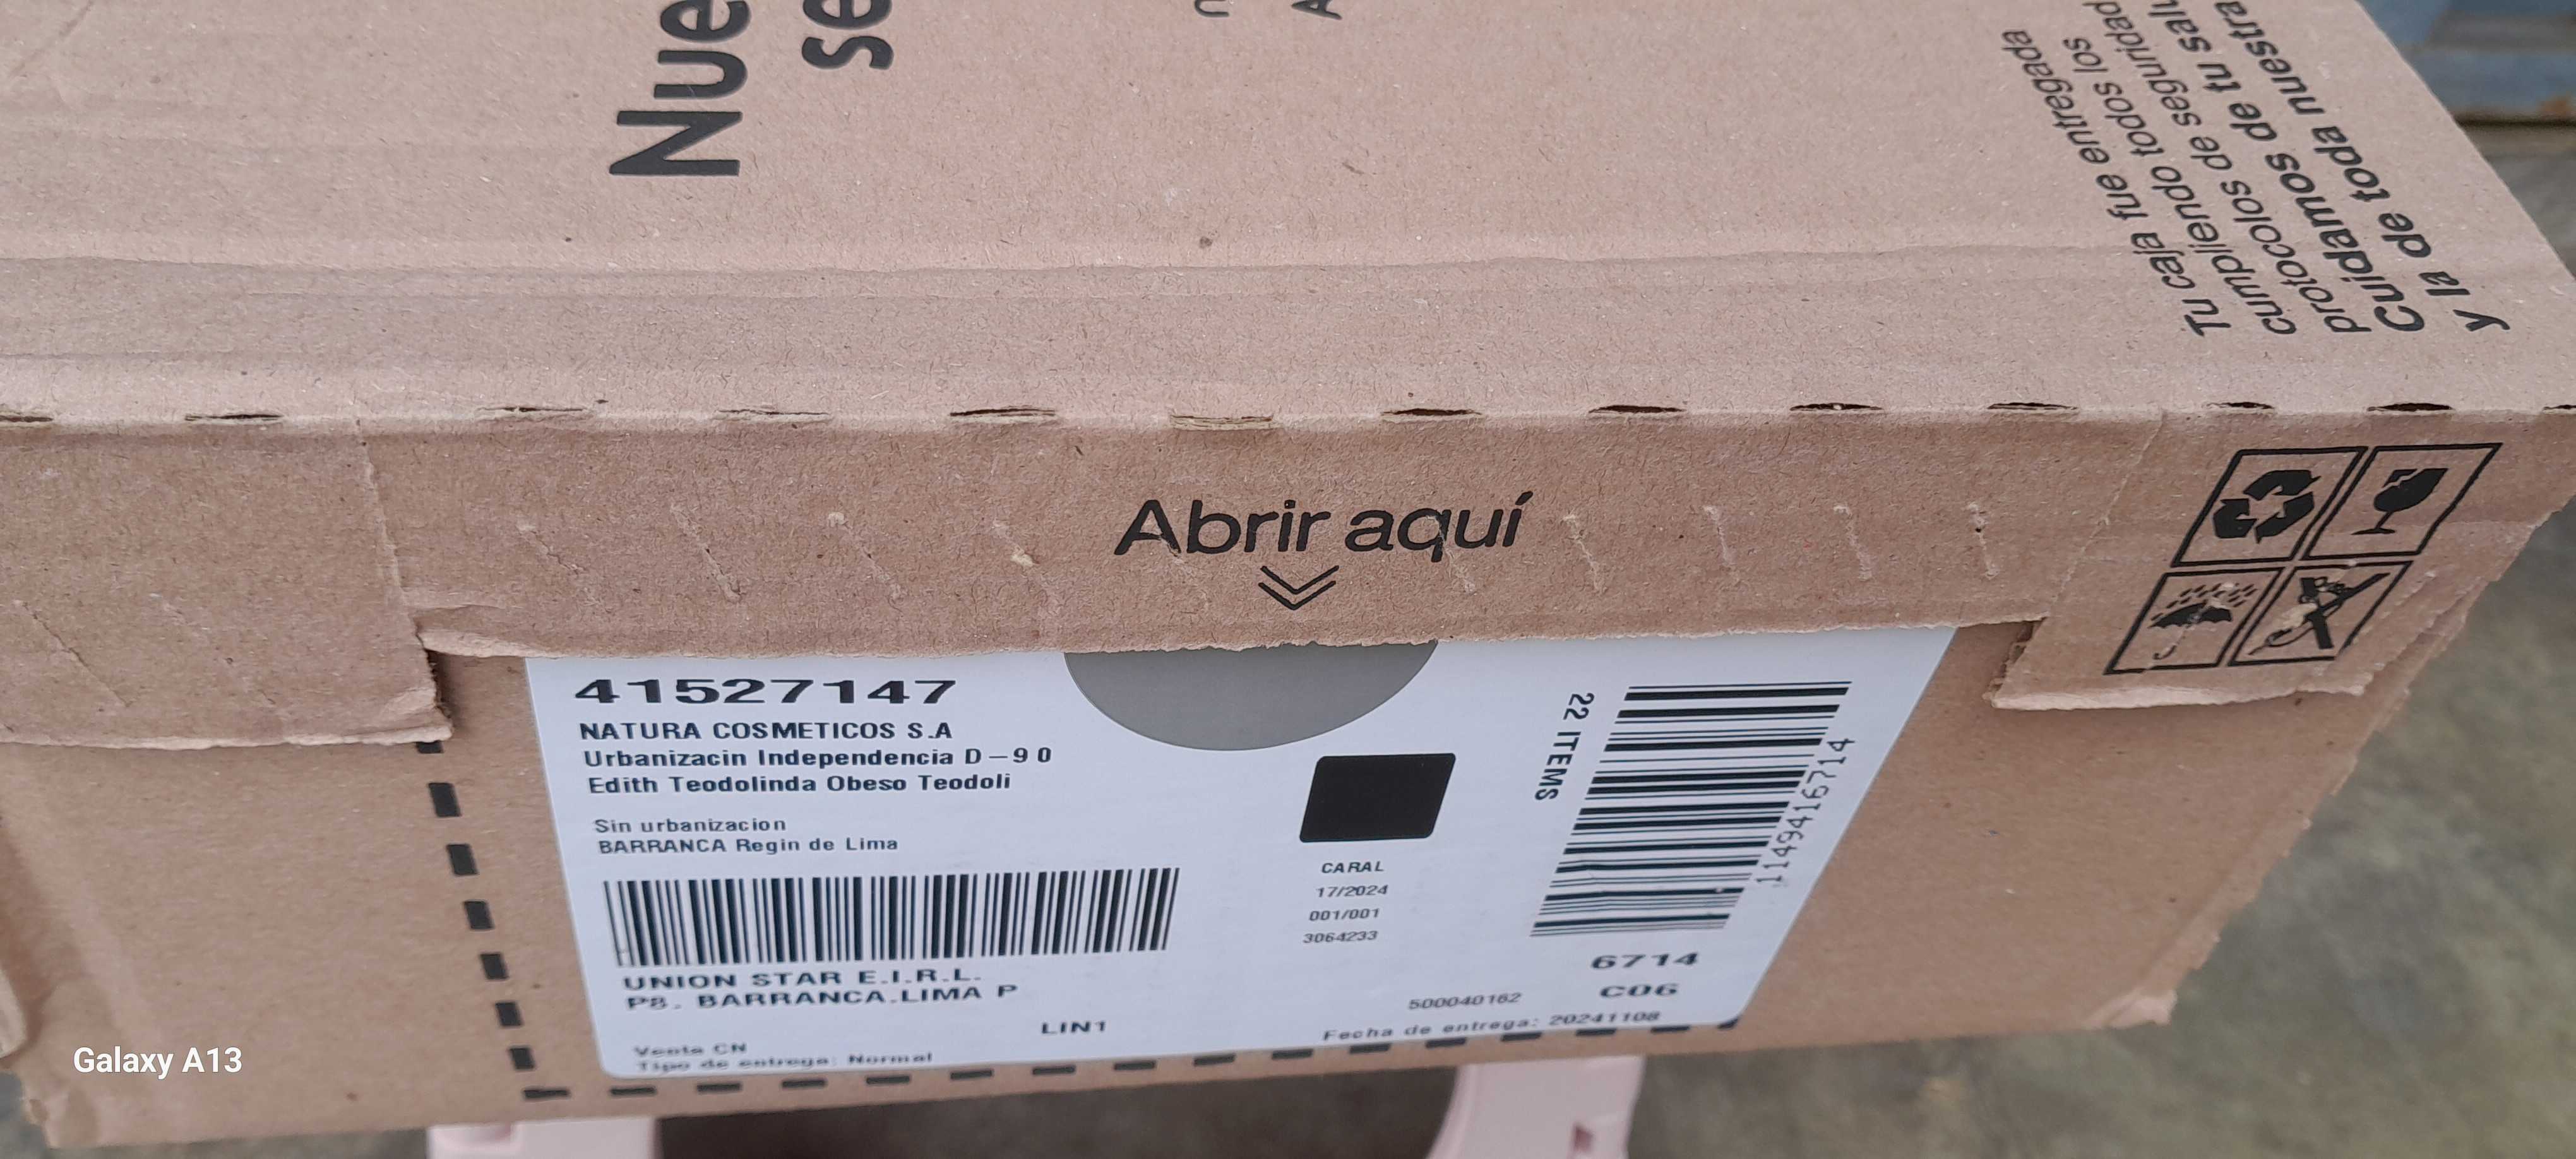 Nue
se
Tu caja fue entregada
cumpliendo todos los
protocolos de seguridad
Cuidamos de tu salu
y la de toda nuestra
Abrir aquí
41527147
NATURA COSMETICOS S.A
Urbanizacin Independencia D-90
Edith Teodolinda Obeso Teodoli
Sin urbanizacion
BARRANCA Regin de Lima
UNION STAR E.I.R.L.
P8. BARRANCA.LIMA P
LIN1
Venta CN
Tipo de entrega: Normal
CARAL
17/2024
001/001
3064233
22 ITEMS
1149416714
6714
C06
500040162
Fecha de entrega: 20241108
Galaxy A13